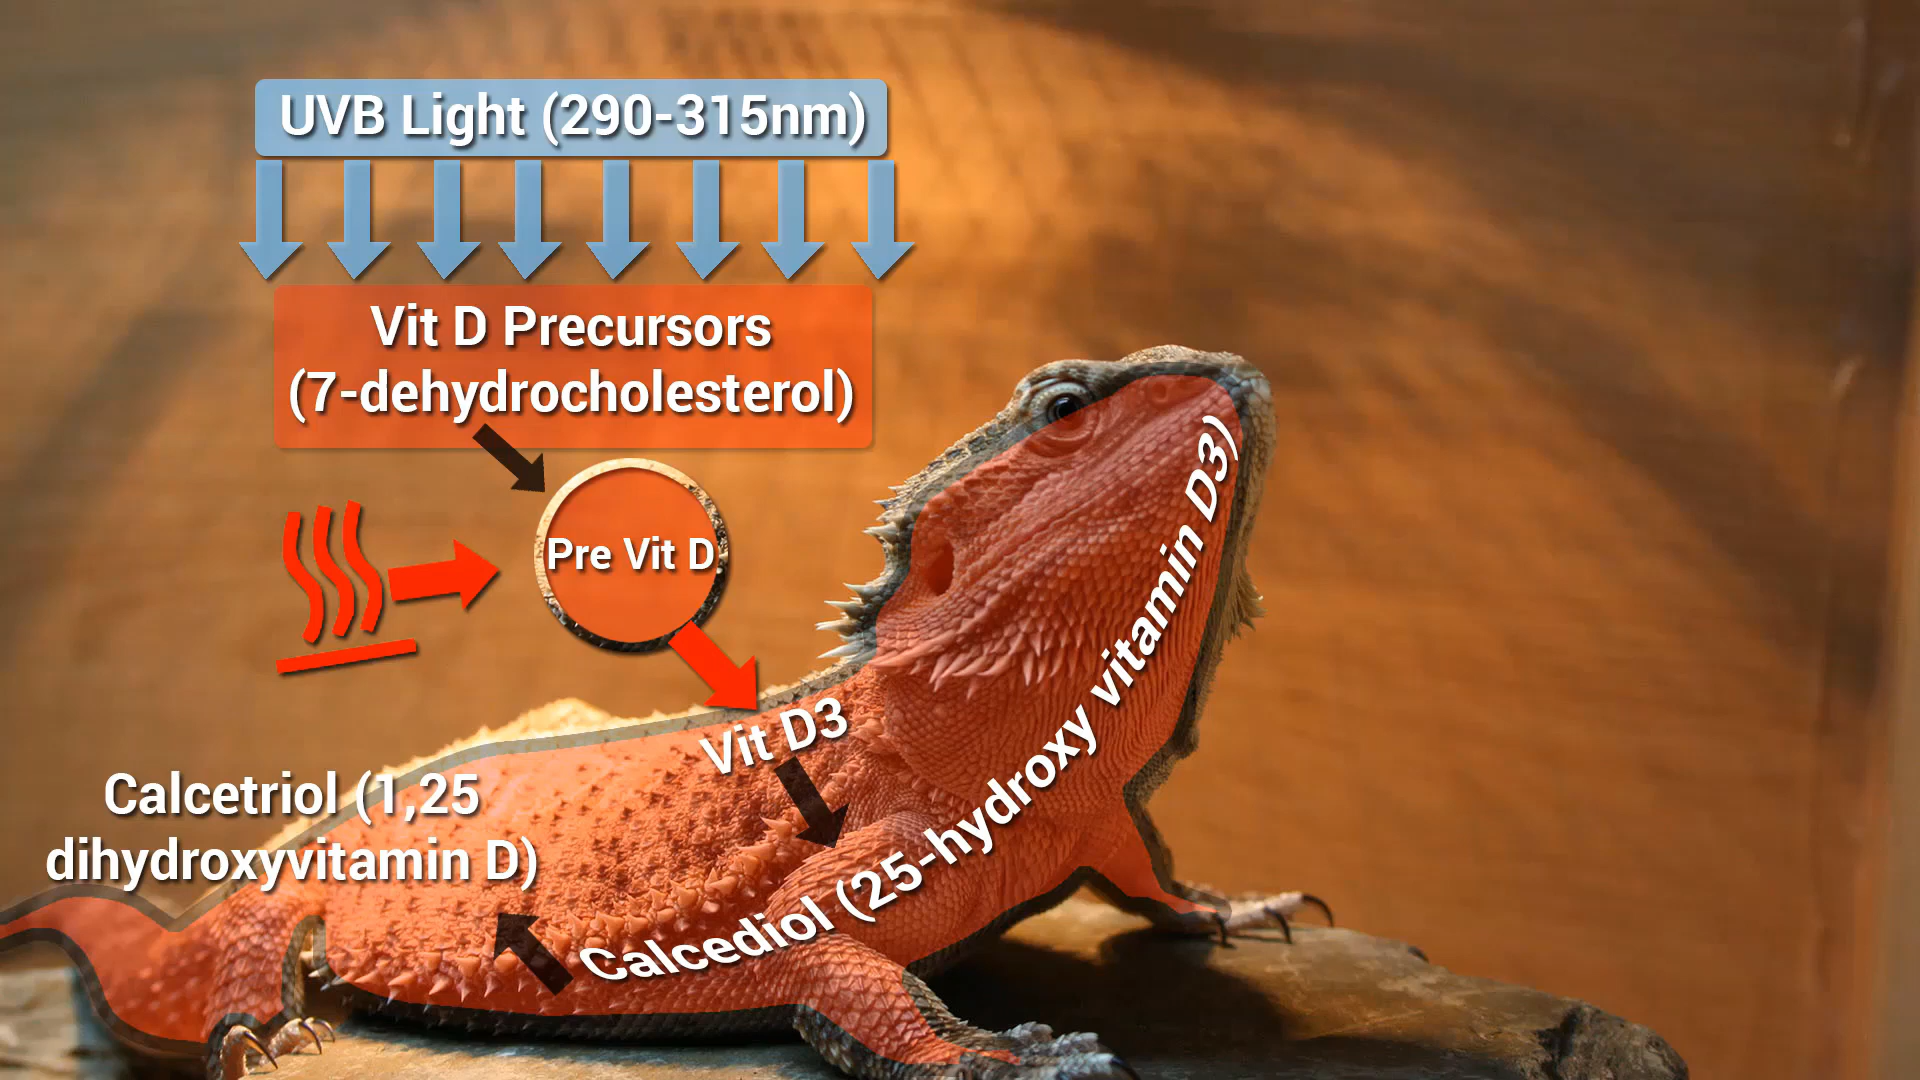 UVB Light (290-315nm)
Vit D Precursors
(7-dehydrocholesterol)
Pre Vit D
Vit D3
Calcediol (25-hydroxy vitamin D3)
Calcetriol (1,25
dihydroxyvitamin D)